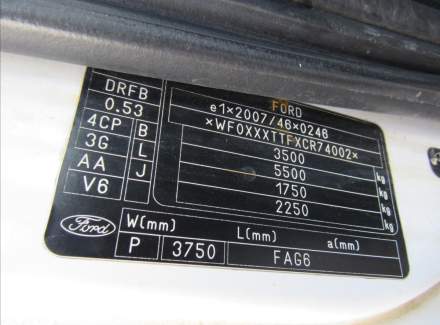 FORD
e1×2007/46×0246
×WF0XXXTTFXCR74002×
3500 kg
5500 kg
1750 kg
2250 kg
DRFB
0.53
4CP B
3G L
AA J
V6
Ford
W(mm) L(mm) a(mm)
P 3750 FAG6